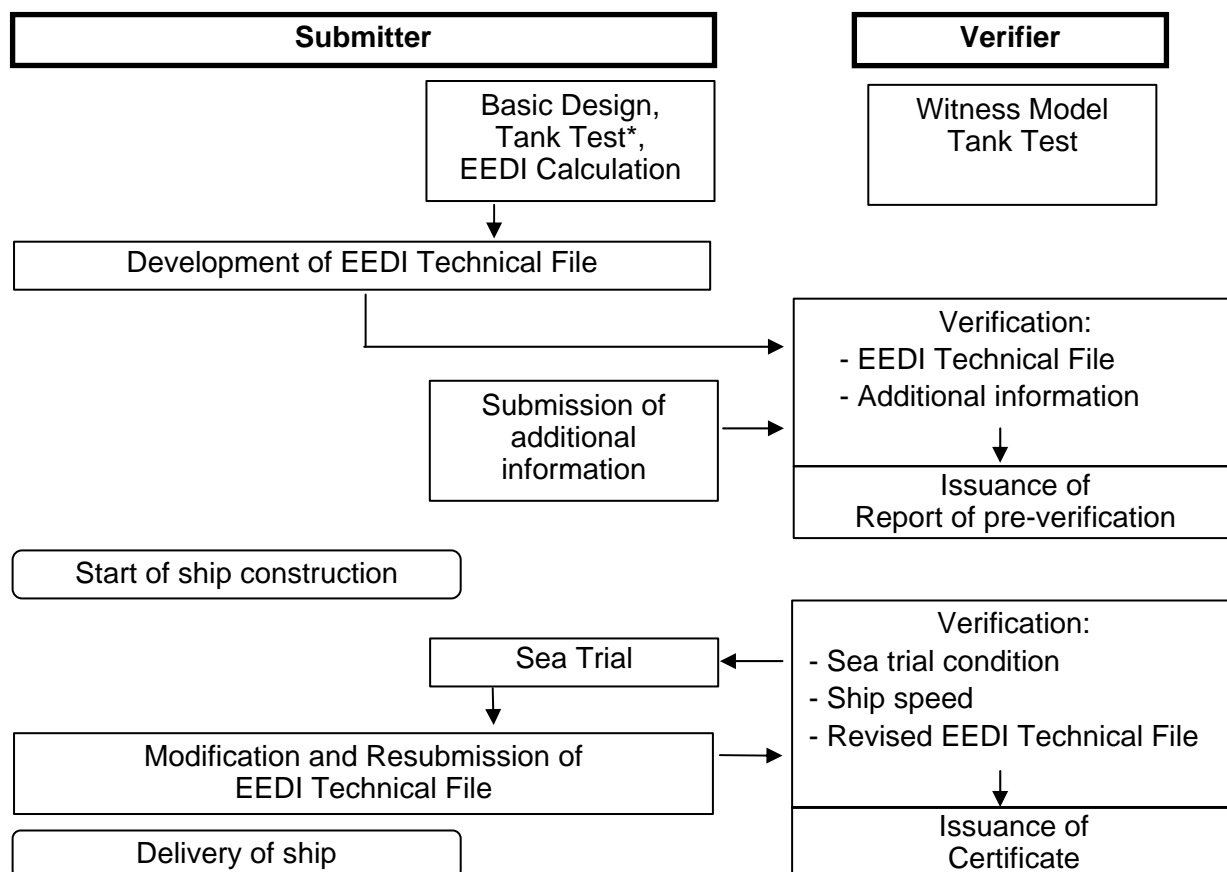 Submitter
Verifier
Basic Design,
Tank Test*,
EEDI Calculation
Witness Model
Tank Test
Development of EEDI Technical File
Verification:
- EEDI Technical File
- Additional information
Submission of
additional
information
Issuance of
Report of pre-verification
Start of ship construction
Verification:
- Sea trial condition
- Ship speed
- Revised EEDI Technical File
Sea Trial
Modification and Resubmission of
EEDI Technical File
Issuance of
Certificate
Delivery of ship